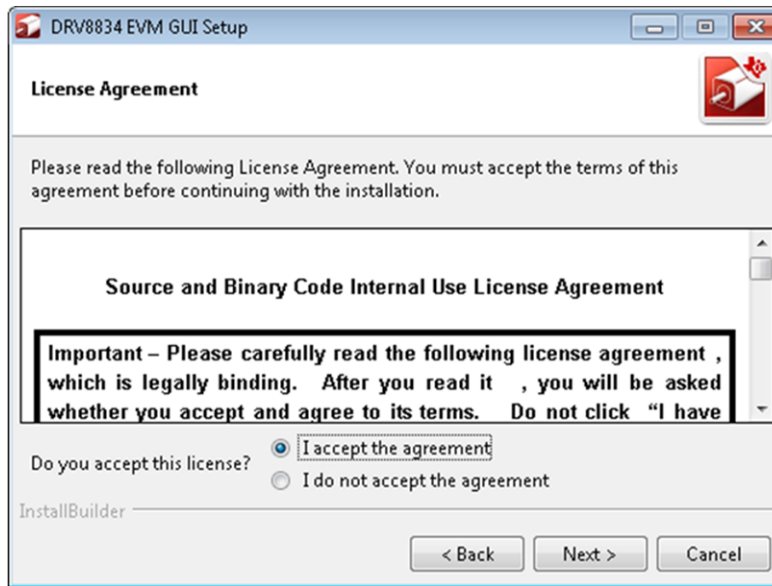 DRV8834 EVM GUI Setup
License Agreement
Please read the following License Agreement. You must accept the terms of this
agreement before continuing with the installation.
Source and Binary Code Internal Use License Agreement
Important – Please carefully read the following license agreement ,
which is legally binding. After you read it , you will be asked
whether you accept and agree to its terms. Do not click “I have
Do you accept this license?
I accept the agreement
I do not accept the agreement
InstallBuilder
< Back
Next >
Cancel